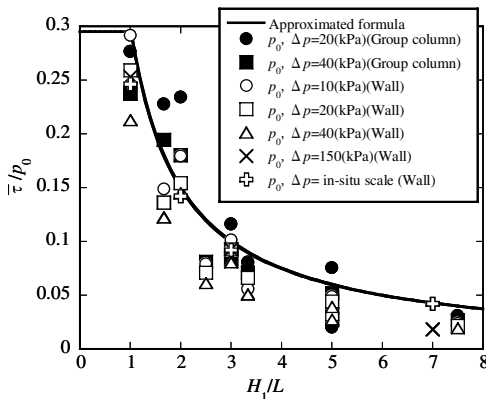 Approximated formula
p0, Δp=20(kPa)(Group column)
p0, Δp=40(kPa)(Group column)
p0, Δp=10(kPa)(Wall)
p0, Δp=20(kPa)(Wall)
p0, Δp=40(kPa)(Wall)
p0, Δp=150(kPa)(Wall)
p0, Δp= in-situ scale (Wall)
0.3
0.25
0.2
0.15
0.1
0.05
0
τ̅/p0
0 1 2 3 4 5 6 7 8
H1/L